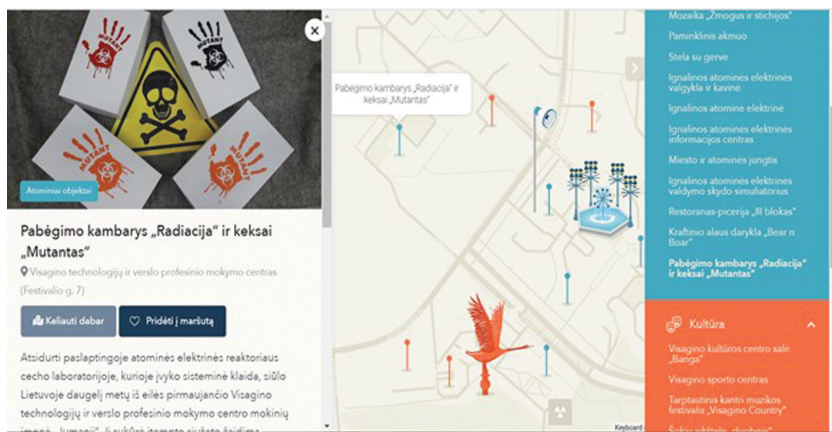 MUTANT
MUTANT
MUTANT
MUTANT
Atominiai objektai
x
Pabėgimo kambarys „Radiacija“ ir keksai
„Mutantas“
Visagino technologijų ir verslo profesinio mokymo centras
(Festivalio g. 7)
Keliauti dabar
Pridėti į maršrutą
Atsidurti paslaptingoje atominės elektrinės reaktoriaus
cecho laboratorijoje, kurioje įvyko sisteminė klaida, siūlo
Lietuvoje daugelį metų iš eilės pirmaujančio Visagino
technologijų ir verslo profesinio mokymo centro mokinių
Pabėgimo kambarys „Radiacija“ ir
keksai „Mutantas“
Keyboard
Mozaika „Žmogus ir stichijos“
Paminklinis akmuo
Stela su gerve
Ignalinos atominės elektrinės
valgykla ir kavinė
Ignalinos atominė elektrinė
Ignalinos atominės elektrinės
informacijos centras
Miesto ir atominės jungtis
Ignalinos atominės elektrinės
valdymo skydo simuliatorius
Restoranas-picerija „III blokas“
Kraftinio alaus darykla „Bear n
Boar“
Pabėgimo kambarys „Radiacija“
ir keksai „Mutantas“
Kultūra
Visagino kultūros centro salė
„Banga“
Visagino sporto centras
Tarptautinis kantri muzikos
festivalis „Visagino Country“